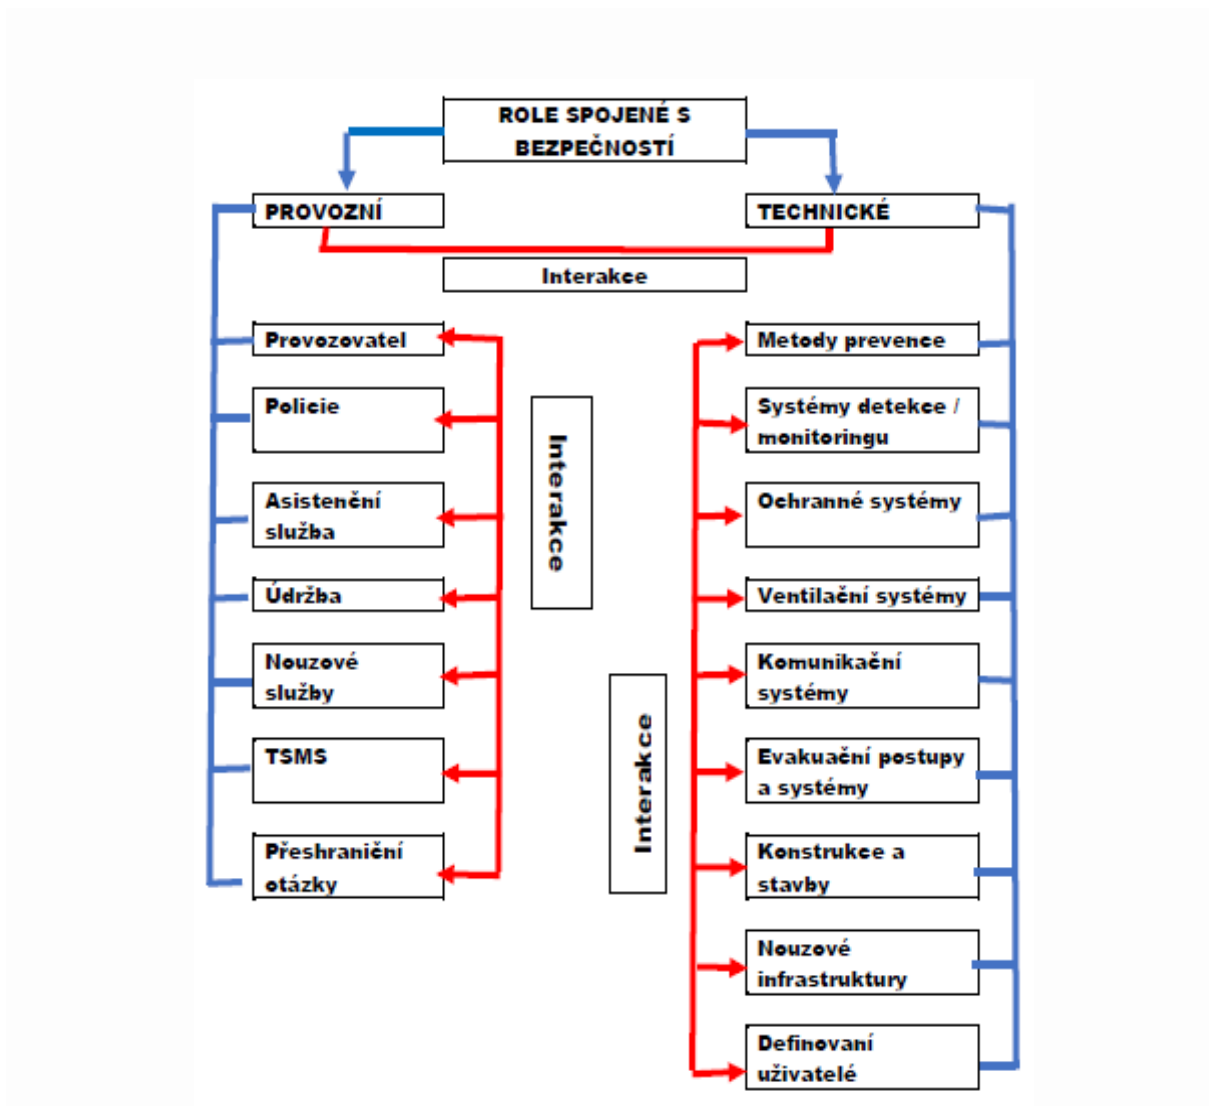 ROLE SPOJENÉ S
BEZPEČNOSTÍ
PROVOZNÍ
TECHNICKÉ
Interakce
Provozovatel
Policie
Asistenční
služba
Údržba
Nouzové
služby
TSMS
Přeshraniční
otázky
Interakce
Interakce
Metody prevence
Systémy detekce /
monitoringu
Ochranné systémy
Ventilační systémy
Komunikační
systémy
Evakuační postupy
a systémy
Konstrukce a
stavby
Nouzové
infrastruktury
Definovaní
uživatelé